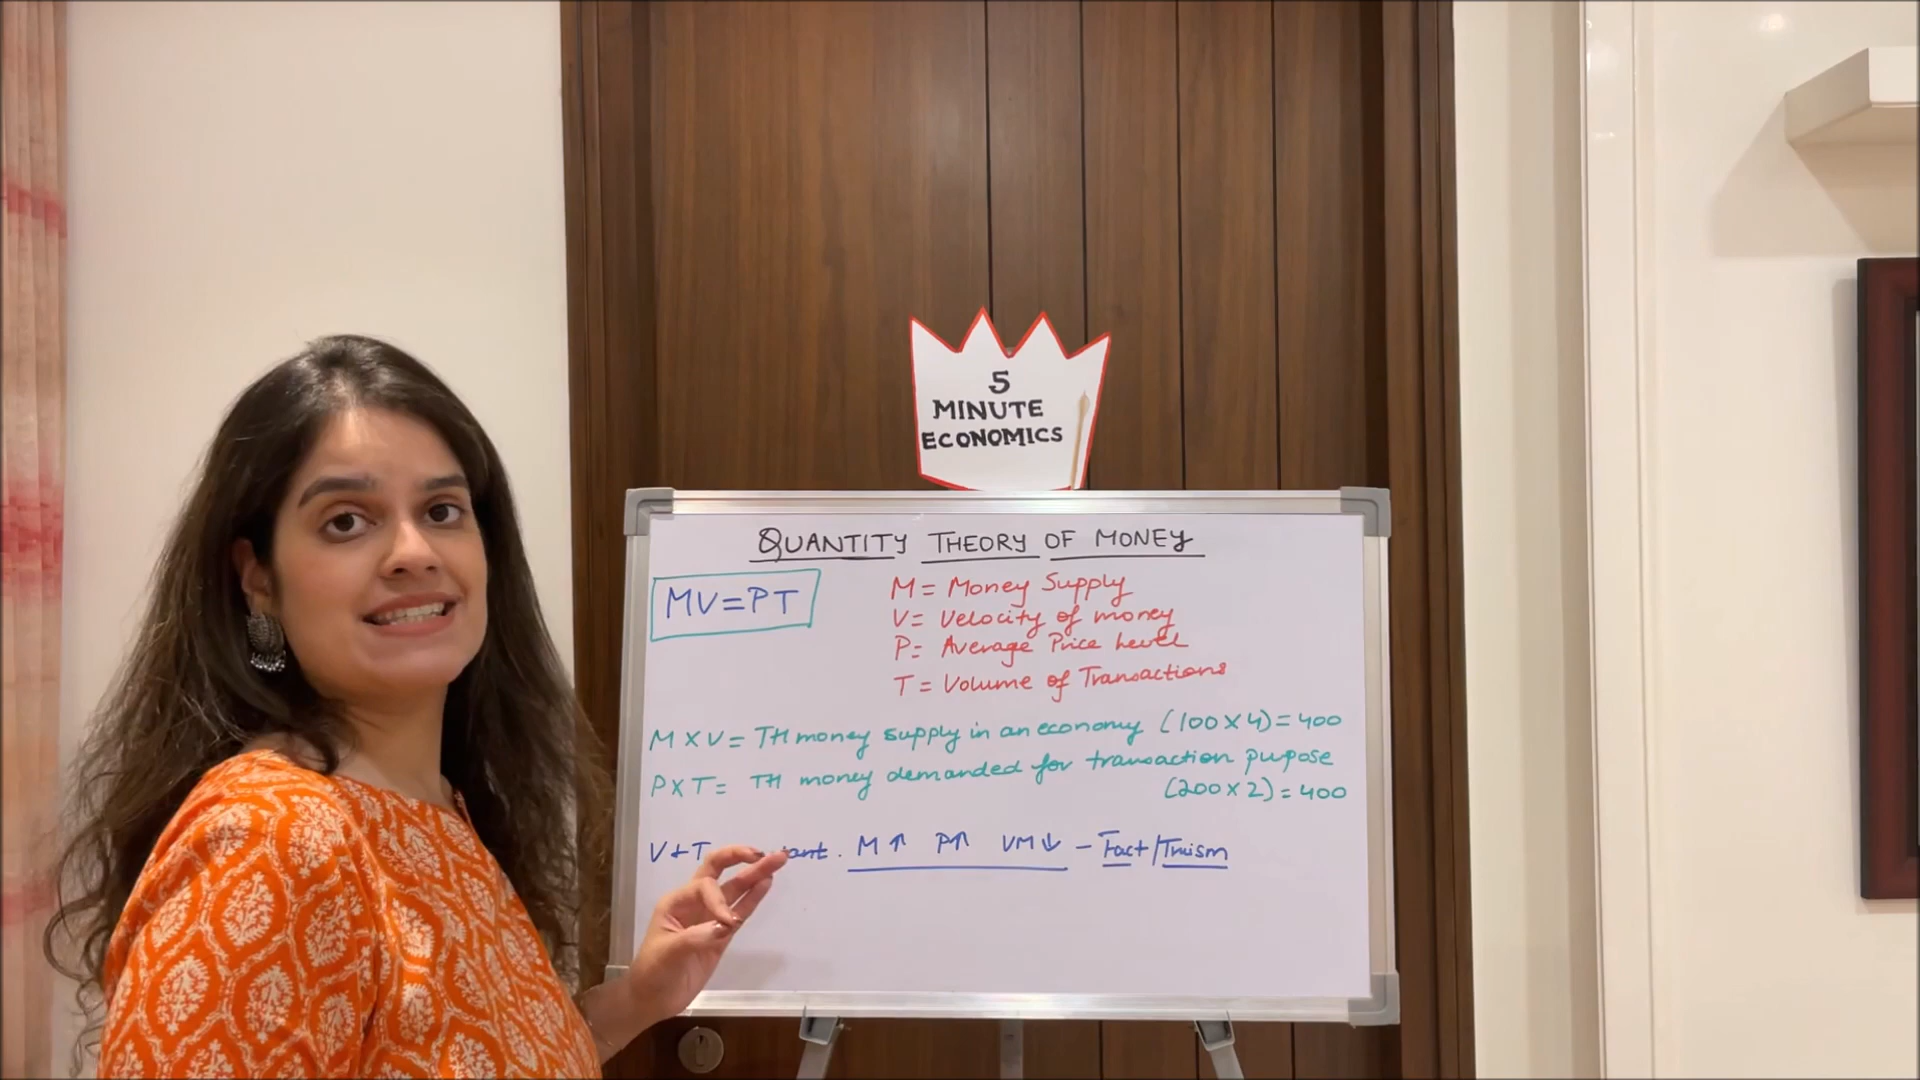 5
MINUTE
ECONOMICS
QUANTITY THEORY OF MONEY
MV=PT
M = Money Supply
V= Velocity of money
P= Average Price Level
T = Volume of Transactions
M X V = TH money supply in an economy (100 X 4) = 400
P X T = TH money demanded for transaction purpose
(200 X 2) = 400
V + T . M ↑ P↑ VM ↓ - Fact/Truism